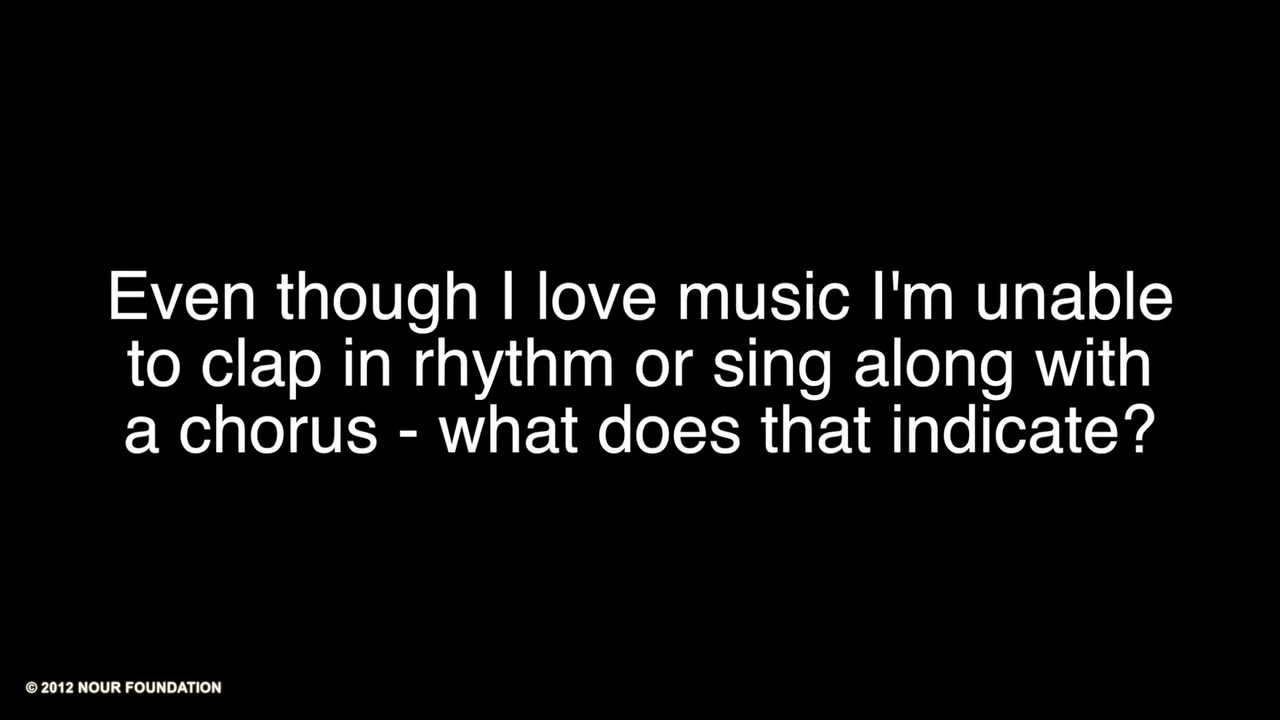 Even though I love music I'm unable
to clap in rhythm or sing along with
a chorus - what does that indicate?
© 2012 NOUR FOUNDATION